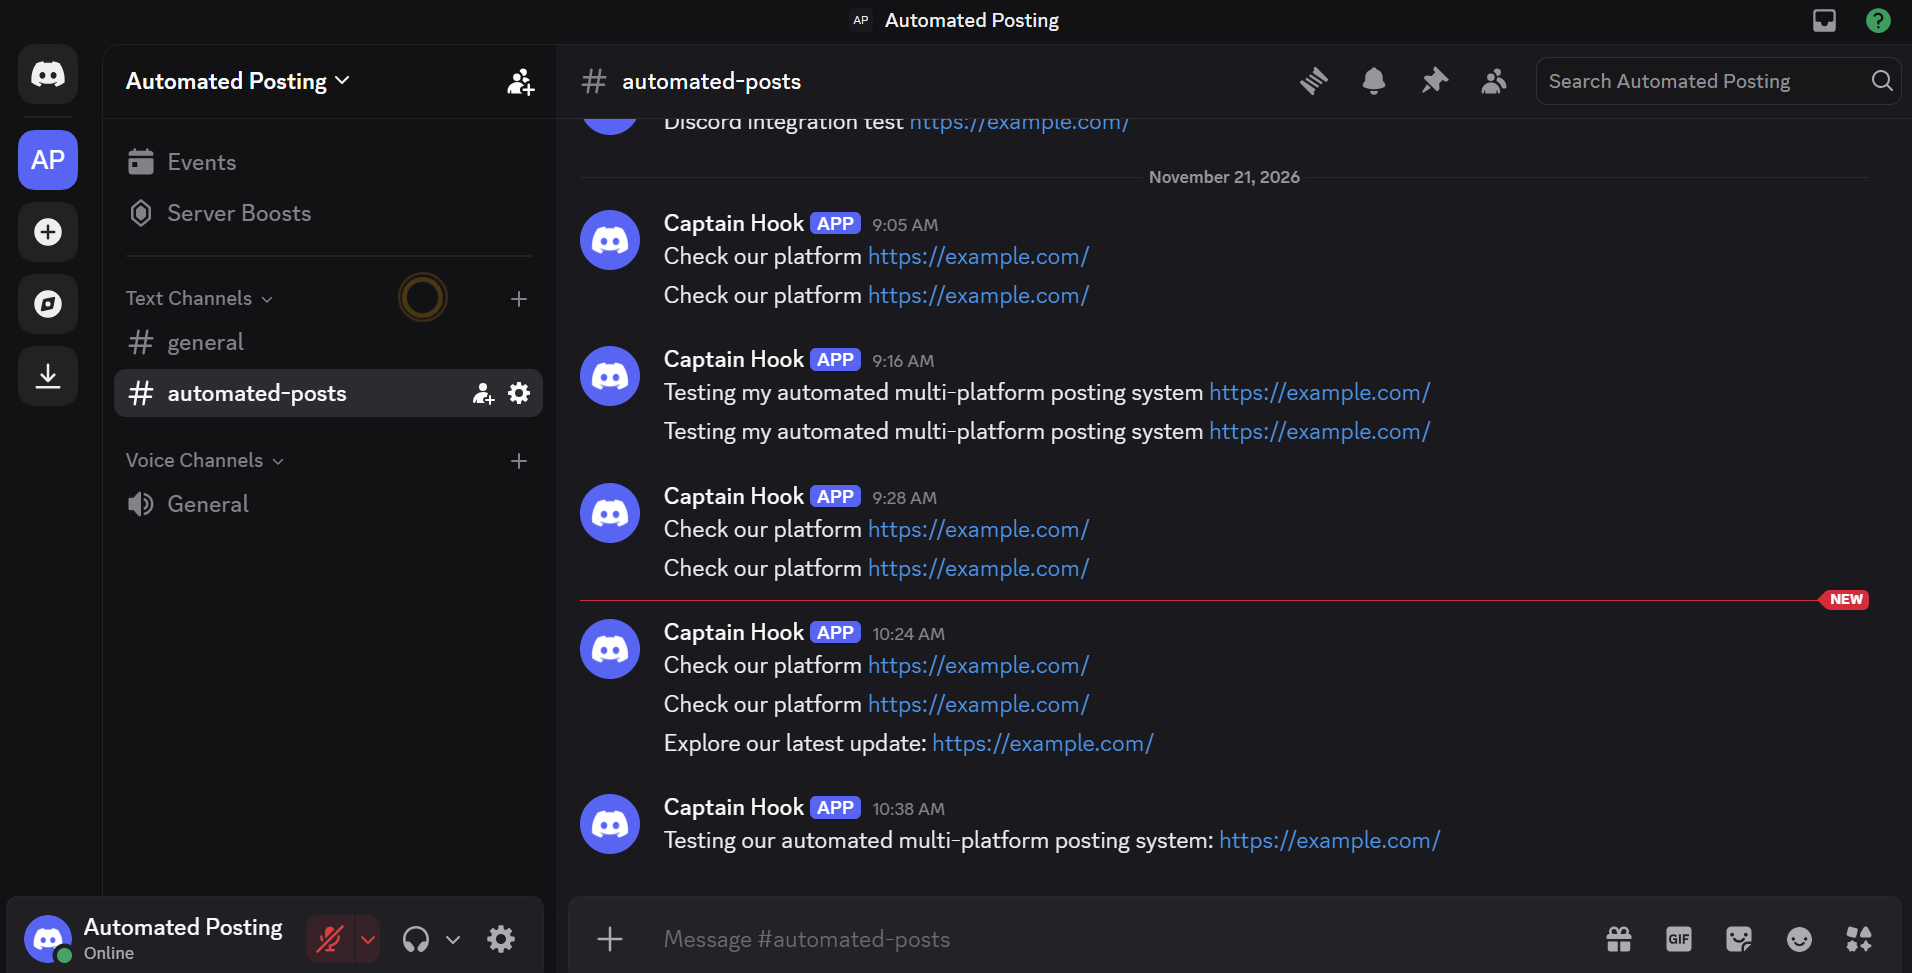 AP Automated Posting
?
Automated Posting
AP
Events
Server Boosts
Text Channels
general
automated-posts
Voice Channels
General
Automated Posting
Online
automated-posts
Search Automated Posting
Discord integration test https://example.com/
November 21, 2026
Captain Hook APP 9:05 AM
Check our platform https://example.com/
Check our platform https://example.com/
Captain Hook APP 9:16 AM
Testing my automated multi-platform posting system https://example.com/
Testing my automated multi-platform posting system https://example.com/
Captain Hook APP 9:28 AM
Check our platform https://example.com/
Check our platform https://example.com/
NEW
Captain Hook APP 10:24 AM
Check our platform https://example.com/
Check our platform https://example.com/
Explore our latest update: https://example.com/
Captain Hook APP 10:38 AM
Testing our automated multi-platform posting system: https://example.com/
Message #automated-posts
GIF